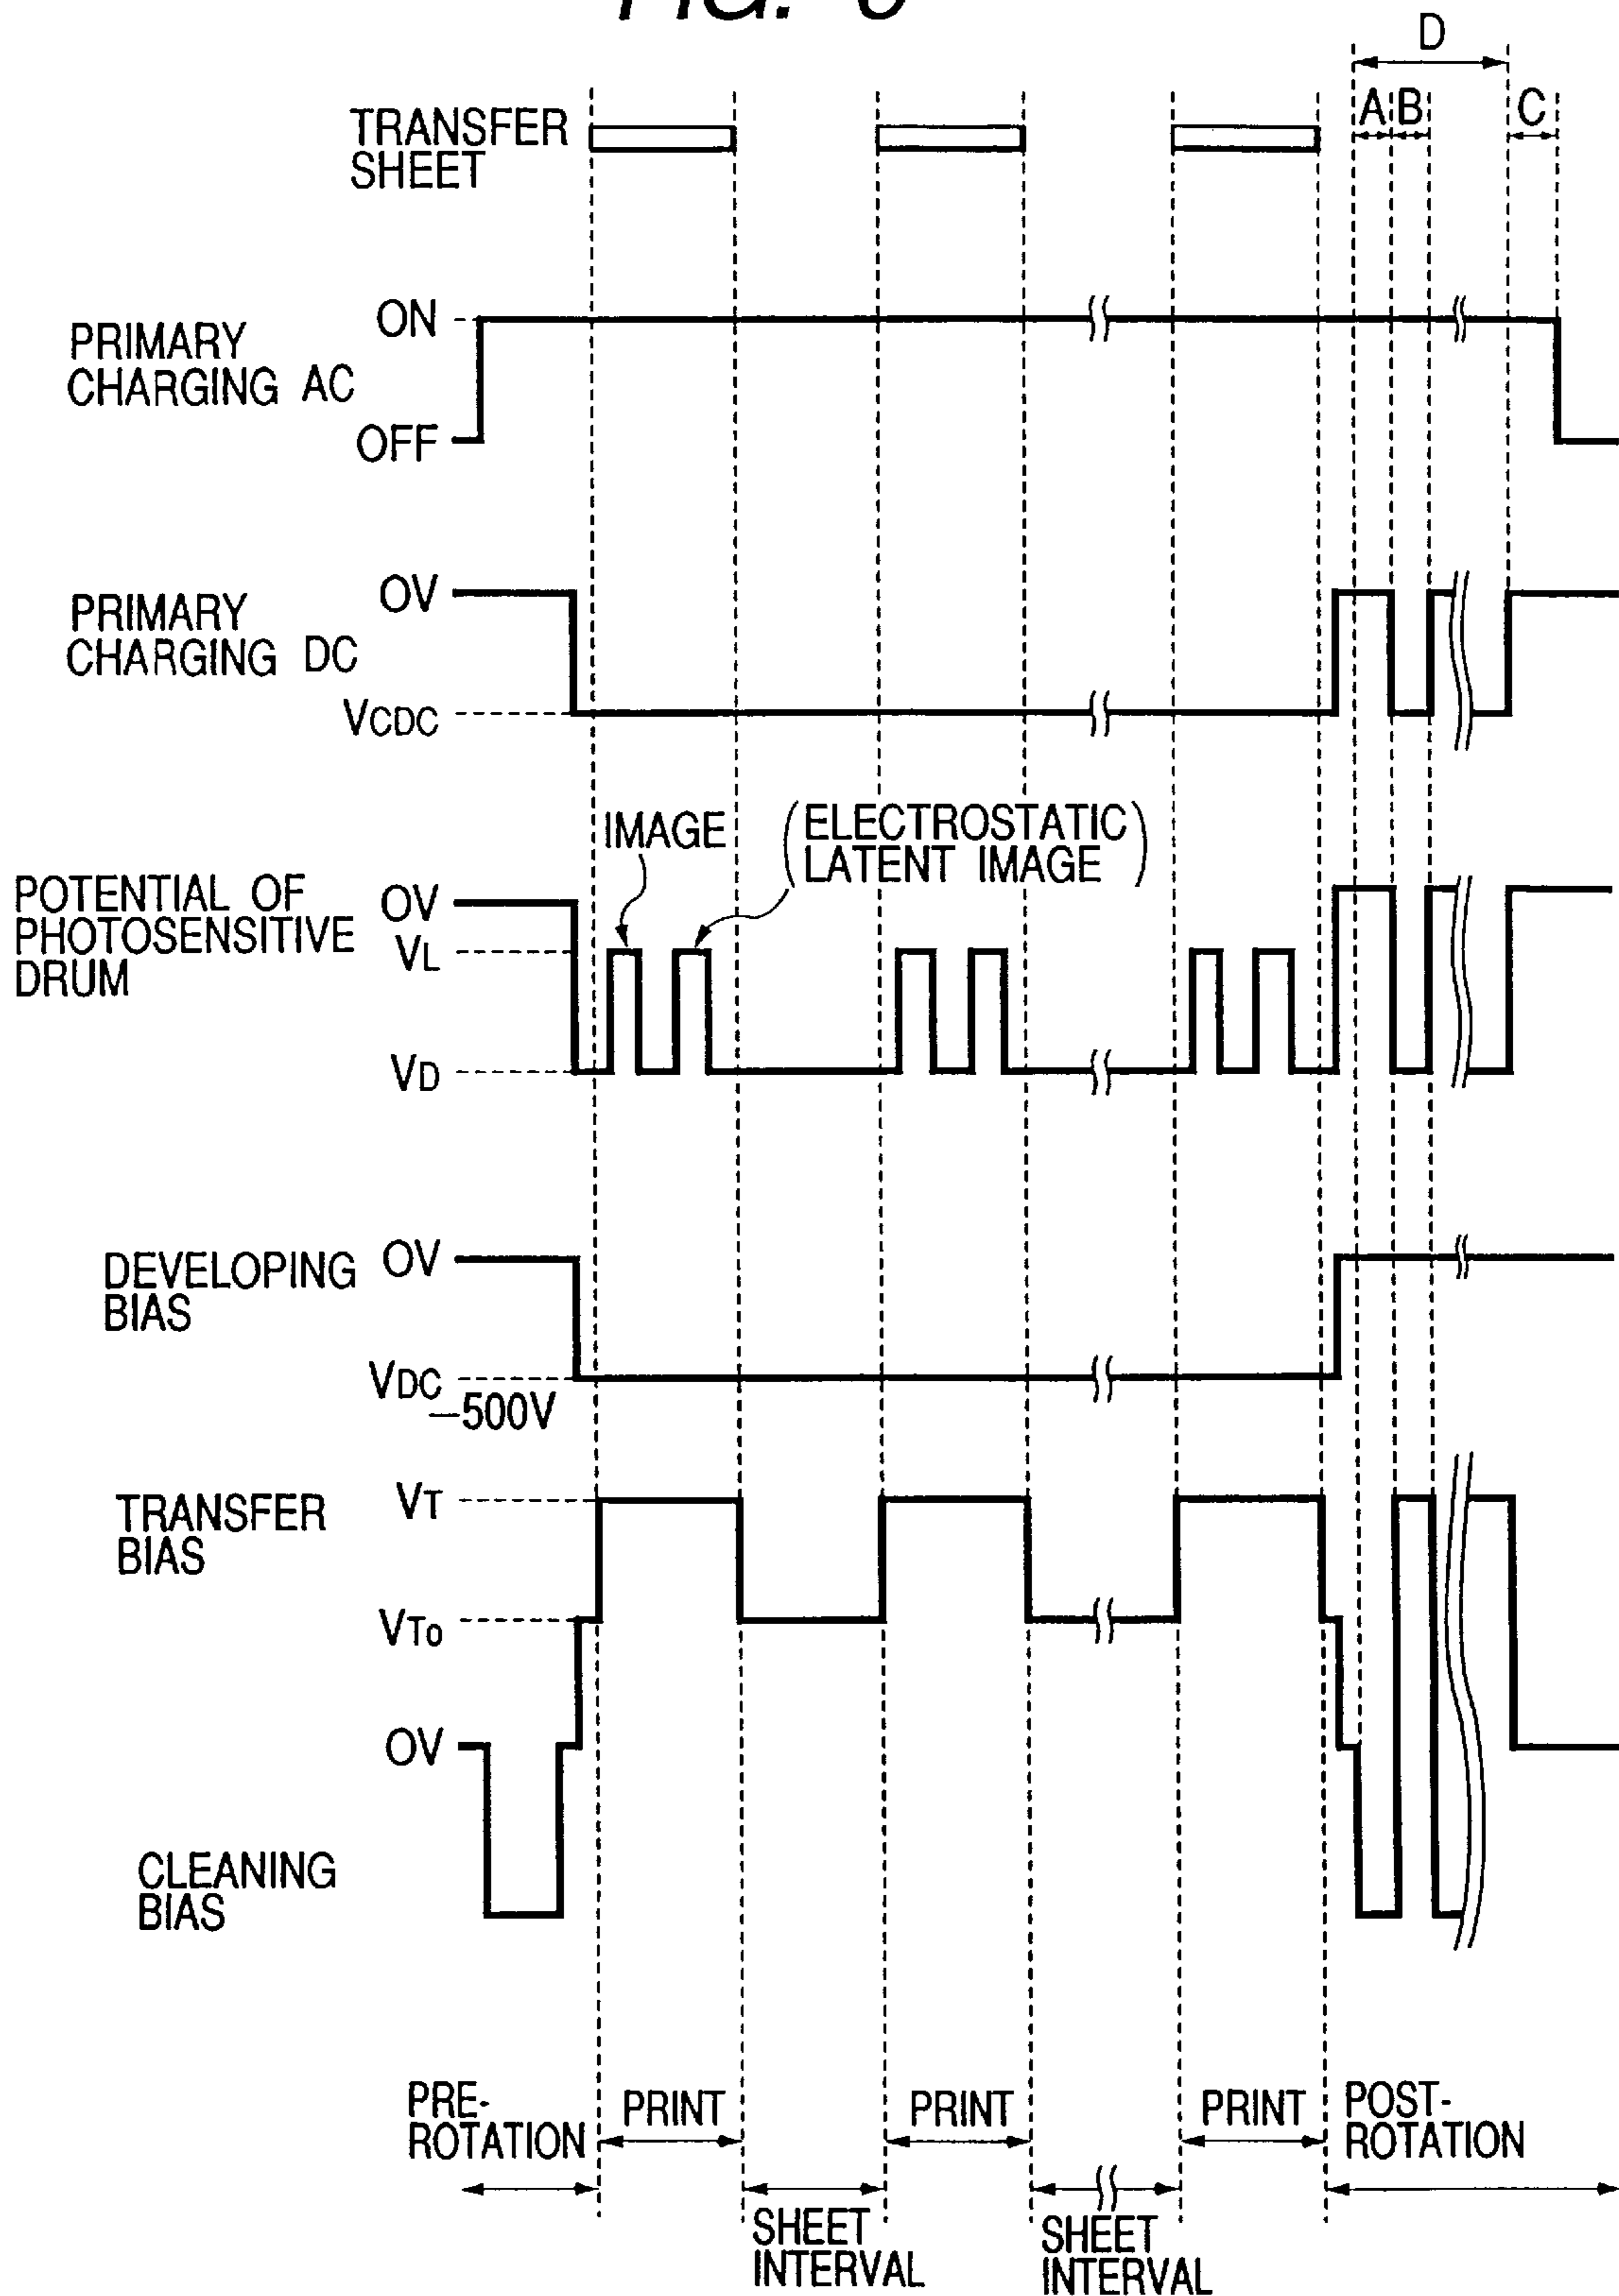 D
A B C
TRANSFER
SHEET
PRIMARY
CHARGING AC
ON
OFF
PRIMARY
CHARGING DC
OV
VCDC
IMAGE
(ELECTROSTATIC
LATENT IMAGE)
POTENTIAL OF
PHOTOSENSITIVE
DRUM
OV
VL
VD
DEVELOPING
BIAS
OV
VDC
-500V
TRANSFER
BIAS
VT
VTo
OV
CLEANING
BIAS
PRE-
ROTATION
PRINT
PRINT
PRINT
POST-
ROTATION
SHEET
INTERVAL
SHEET
INTERVAL